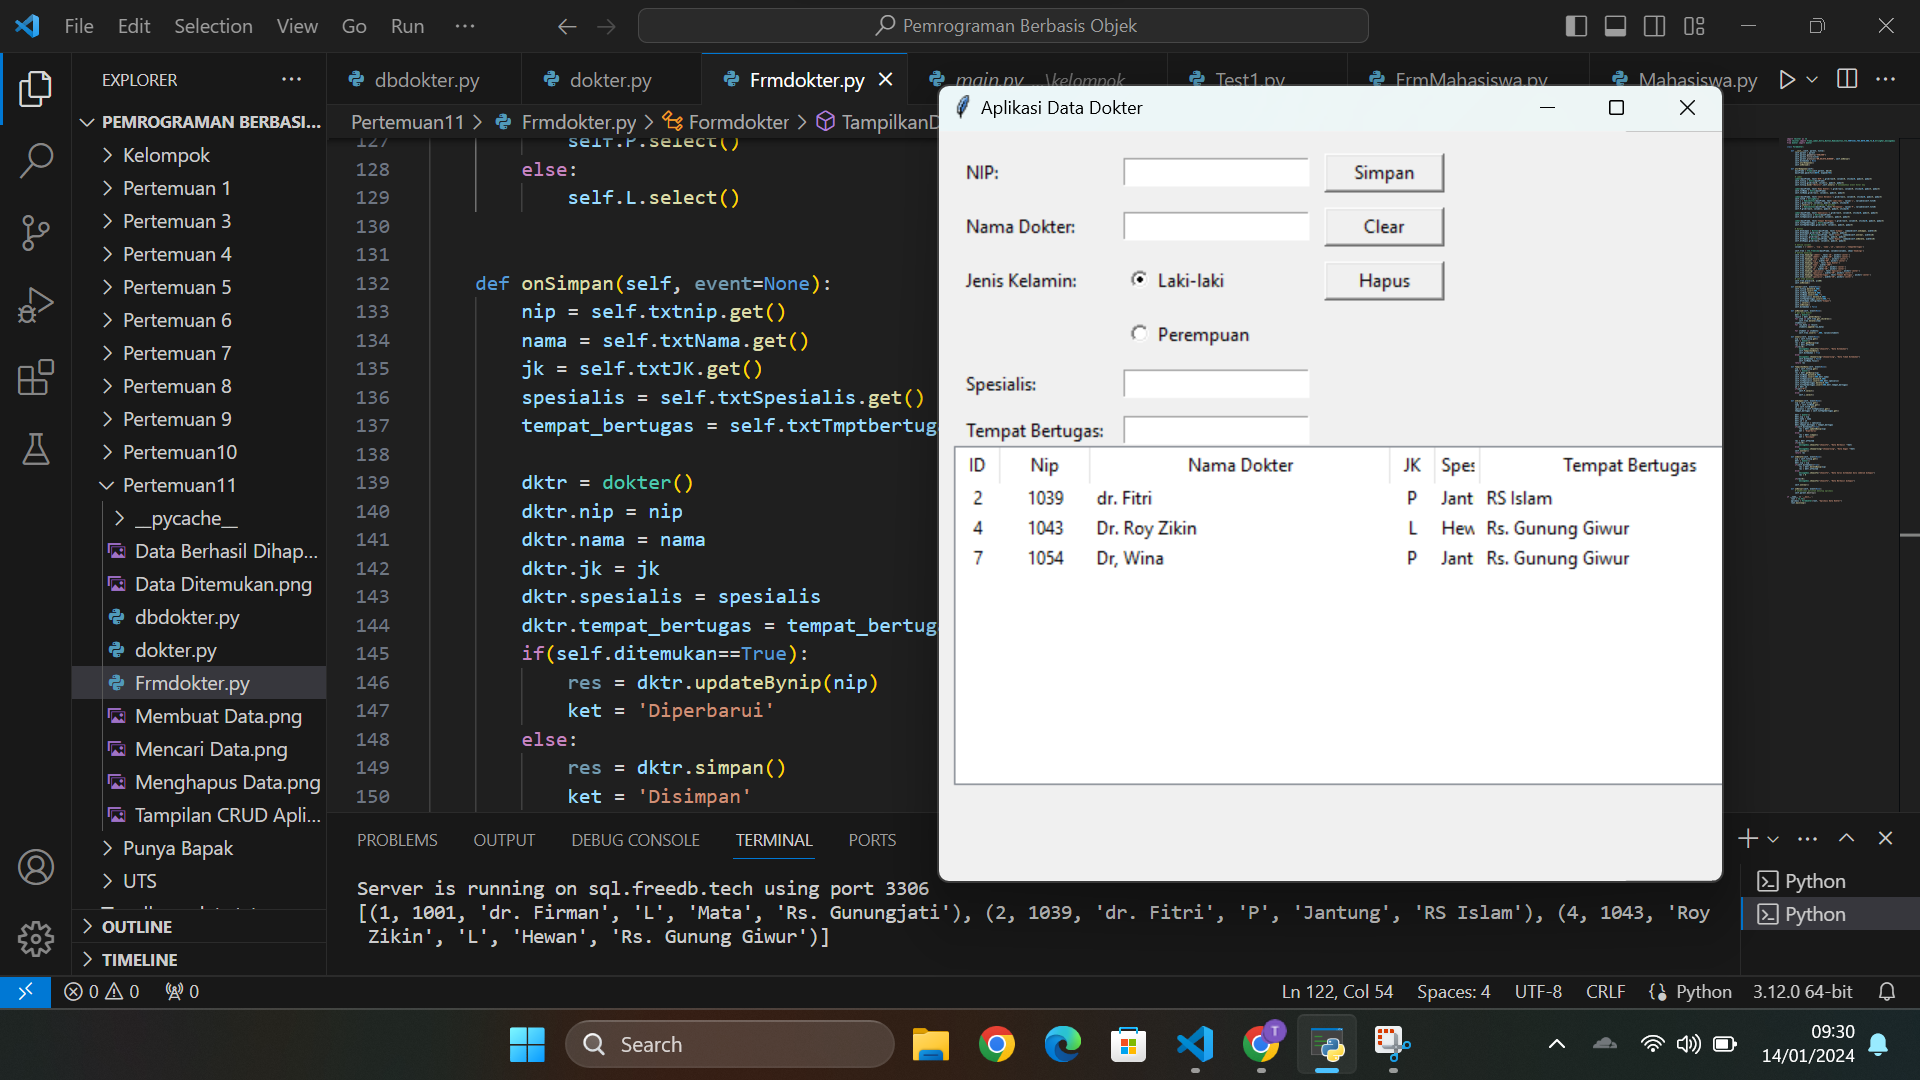 File Edit Selection View Go Run ···
Pemrograman Berbasis Objek
EXPLORER
dbdokter.py
dokter.py
Frmdokter.py
main.py ...\kelompok
Test1.py
FrmMahasiswa.py
Mahasiswa.py
Pertemuan11 > Frmdokter.py > Formdokter > TampilkanD
PEMROGRAMAN BERBASI...
Kelompok
Pertemuan 1
Pertemuan 3
Pertemuan 4
Pertemuan 5
Pertemuan 6
Pertemuan 7
Pertemuan 8
Pertemuan 9
Pertemuan10
Pertemuan11
__pycache__
Data Berhasil Dihap...
Data Ditemukan.png
dbdokter.py
dokter.py
Frmdokter.py
Membuat Data.png
Mencari Data.png
Menghapus Data.png
Tampilan CRUD Apli...
Punya Bapak
UTS
OUTLINE
TIMELINE
127 self.P.select()
128 else:
129 self.L.select()
130
131
132 def onSimpan(self, event=None):
133 nip = self.txtnip.get()
134 nama = self.txtNama.get()
135 jk = self.txtJK.get()
136 spesialis = self.txtSpesialis.get()
137 tempat_bertugas = self.txtTmptbertug
138
139 dktr = dokter()
140 dktr.nip = nip
141 dktr.nama = nama
142 dktr.jk = jk
143 dktr.spesialis = spesialis
144 dktr.tempat_bertugas = tempat_bertug
145 if(self.ditemukan==True):
146 res = dktr.updateBynip(nip)
147 ket = 'Diperbarui'
148 else:
149 res = dktr.simpan()
150 ket = 'Disimpan'
Aplikasi Data Dokter
NIP: Simpan
Nama Dokter: Clear
Jenis Kelamin: Laki-laki Hapus
Perempuan
Spesialis:
Tempat Bertugas:
ID Nip Nama Dokter JK Spes Tempat Bertugas
2 1039 dr. Fitri P Jant RS Islam
4 1043 Dr. Roy Zikin L Hew Rs. Gunung Giwur
7 1054 Dr, Wina P Jant Rs. Gunung Giwur
PROBLEMS OUTPUT DEBUG CONSOLE TERMINAL PORTS
Server is running on sql.freedb.tech using port 3306
[(1, 1001, 'dr. Firman', 'L', 'Mata', 'Rs. Gunungjati'), (2, 1039, 'dr. Fitri', 'P', 'Jantung', 'RS Islam'), (4, 1043, 'Roy
Zikin', 'L', 'Hewan', 'Rs. Gunung Giwur')]
Python
Python
0 0 0
Ln 122, Col 54 Spaces: 4 UTF-8 CRLF Python 3.12.0 64-bit
Search
T
09:30
14/01/2024